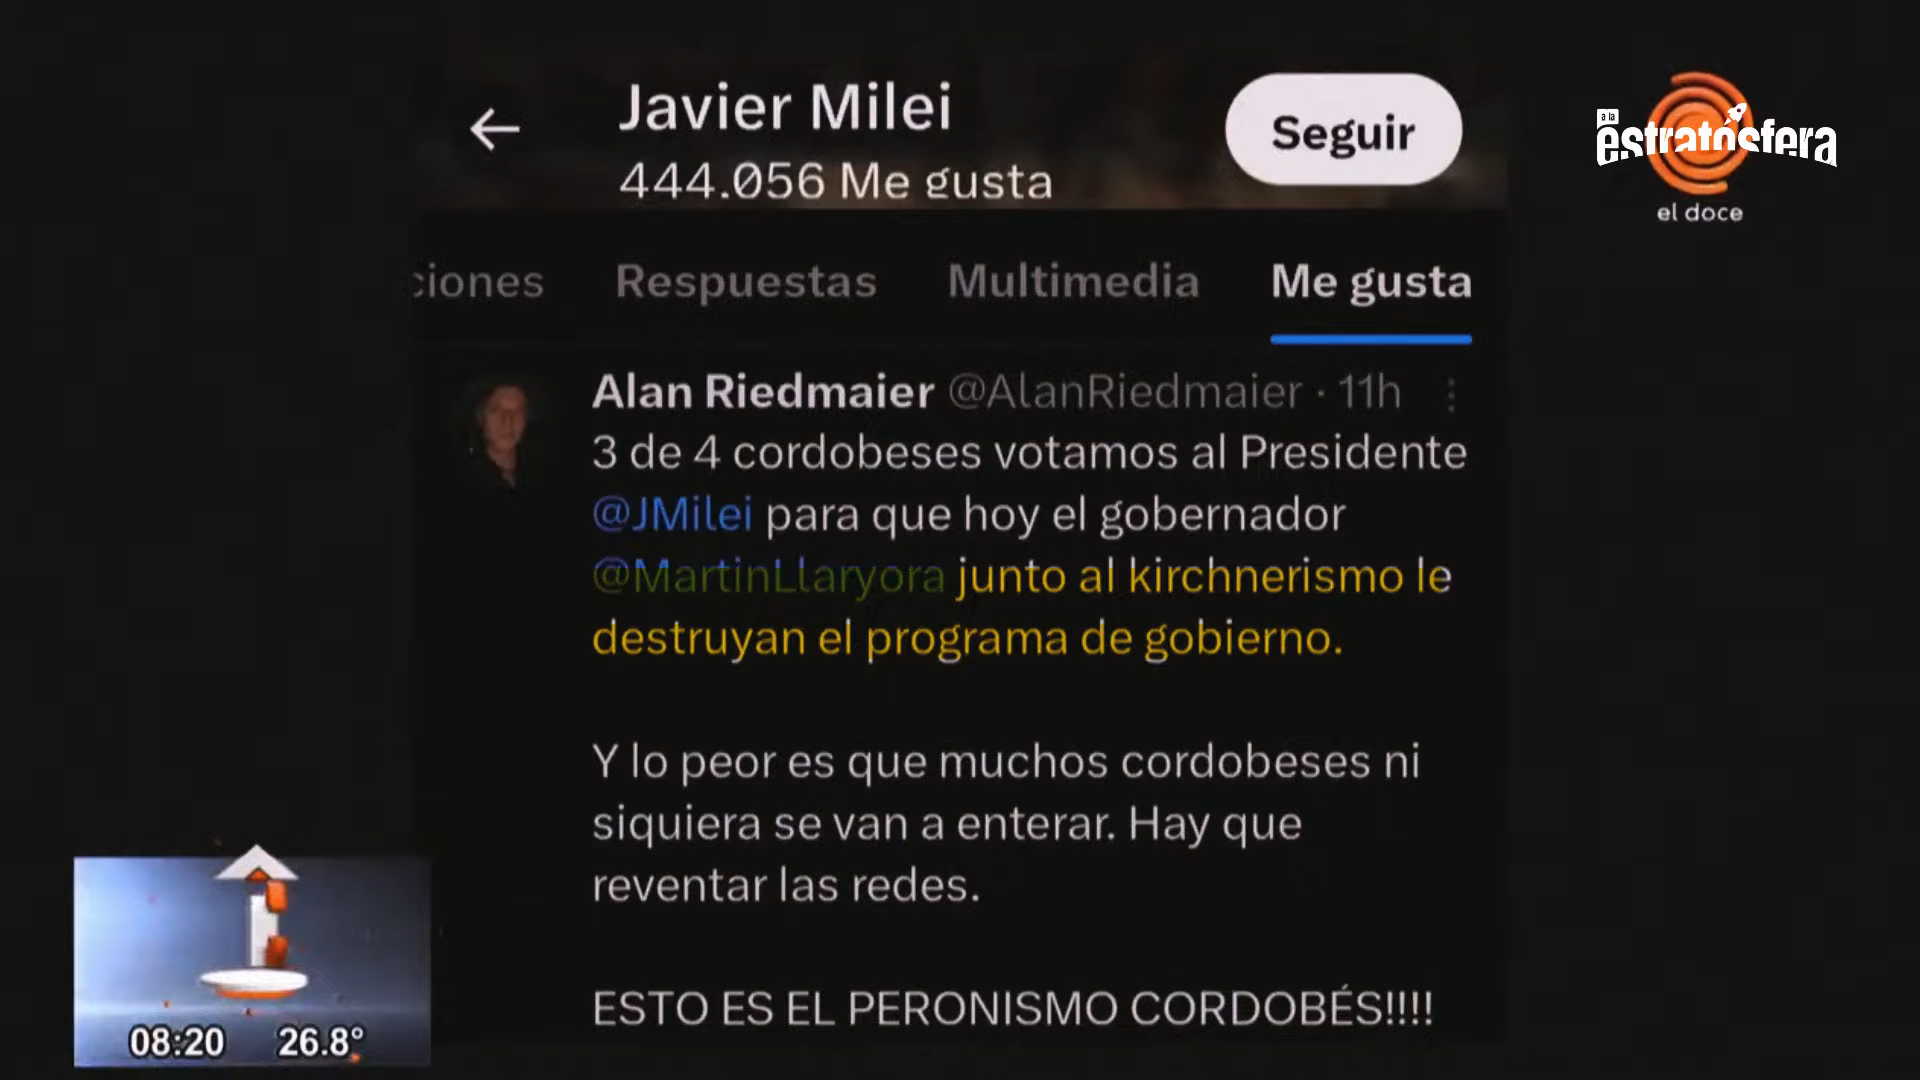 Javier Milei
444.056 Me gusta
Seguir
a la
estratósfera
el doce
ciones
Respuestas
Multimedia
Me gusta
Alan Riedmaier @AlanRiedmaier · 11h
3 de 4 cordobeses votamos al Presidente
@JMilei para que hoy el gobernador
@MartinLlaryora junto al kirchnerismo le
destruyan el programa de gobierno.
Y lo peor es que muchos cordobeses ni
siquiera se van a enterar. Hay que
reventar las redes.
ESTO ES EL PERONISMO CORDOBÉS!!!!
08:20 26.8°